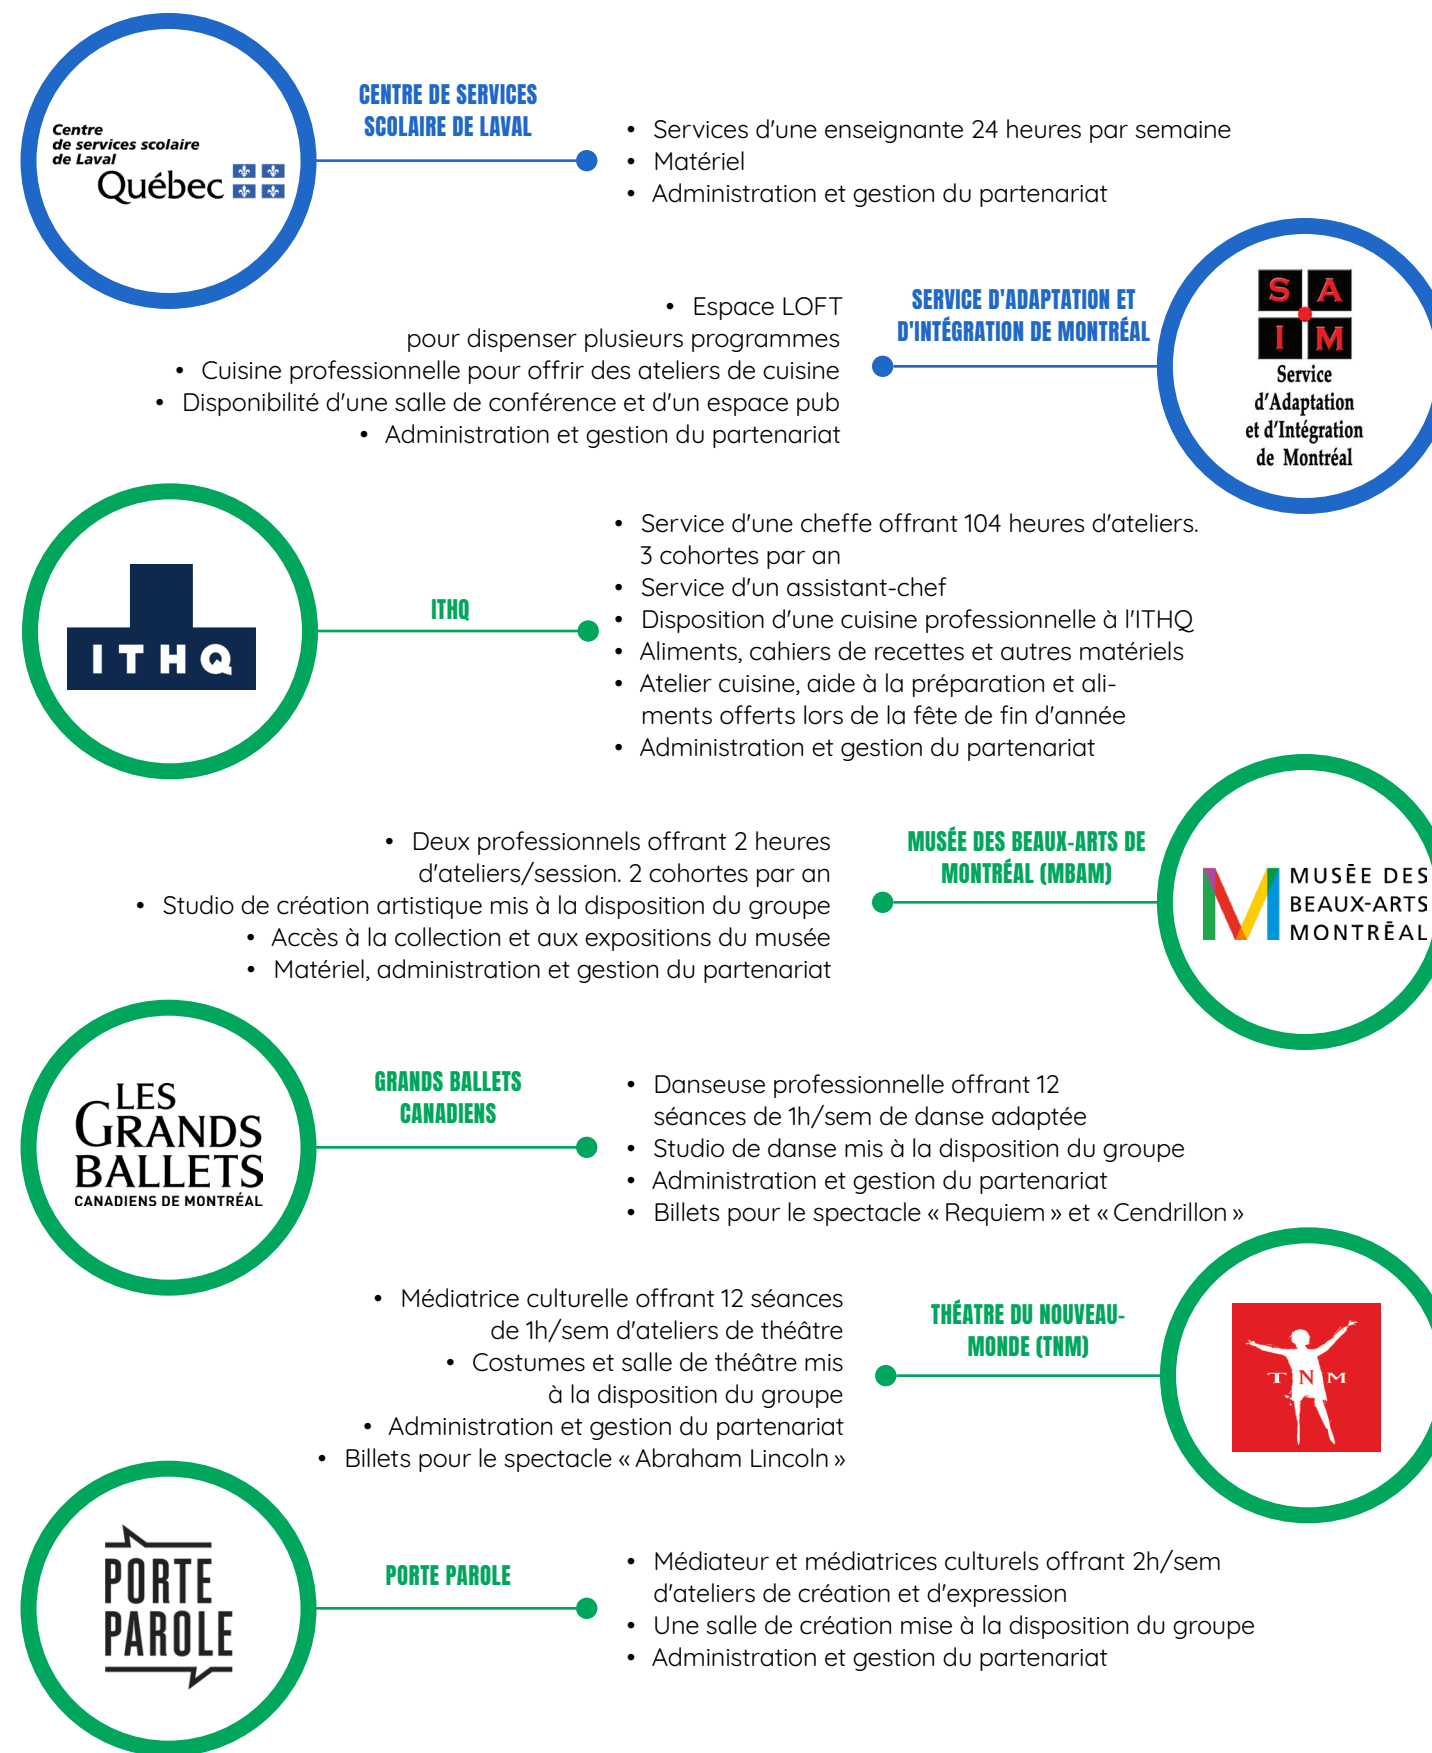 Centre
de services scolaire
de Laval
Québec
CENTRE DE SERVICES
SCOLAIRE DE LAVAL
• Services d'une enseignante 24 heures par semaine
• Matériel
• Administration et gestion du partenariat
• Espace LOFT
pour dispenser plusieurs programmes
• Cuisine professionnelle pour offrir des ateliers de cuisine
• Disponibilité d'une salle de conférence et d'un espace pub
• Administration et gestion du partenariat
SERVICE D'ADAPTATION ET
D'INTÉGRATION DE MONTRÉAL
S A
I M
Service
d'Adaptation
et d'Intégration
de Montréal
ITHQ
ITHQ
• Service d'une cheffe offrant 104 heures d'ateliers.
3 cohortes par an
• Service d'un assistant-chef
• Disposition d'une cuisine professionnelle à l'ITHQ
• Aliments, cahiers de recettes et autres matériels
• Atelier cuisine, aide à la préparation et ali-
ments offerts lors de la fête de fin d'année
• Administration et gestion du partenariat
• Deux professionnels offrant 2 heures
d'ateliers/session. 2 cohortes par an
• Studio de création artistique mis à la disposition du groupe
• Accès à la collection et aux expositions du musée
• Matériel, administration et gestion du partenariat
MUSÉE DES BEAUX-ARTS DE
MONTRÉAL (MBAM)
M
MUSÉE DES
BEAUX-ARTS
MONTRÉAL
LES
GRANDS
BALLETS
CANADIENS DE MONTRÉAL
GRANDS BALLETS
CANADIENS
• Danseuse professionnelle offrant 12
séances de 1h/sem de danse adaptée
• Studio de danse mis à la disposition du groupe
• Administration et gestion du partenariat
• Billets pour le spectacle « Requiem » et « Cendrillon »
• Médiatrice culturelle offrant 12 séances
de 1h/sem d'ateliers de théâtre
• Costumes et salle de théâtre mis
à la disposition du groupe
• Administration et gestion du partenariat
• Billets pour le spectacle « Abraham Lincoln »
THÉATRE DU NOUVEAU-
MONDE (TNM)
TNM
PORTE
PAROLE
PORTE PAROLE
• Médiateur et médiatrices culturels offrant 2h/sem
d'ateliers de création et d'expression
• Une salle de création mise à la disposition du groupe
• Administration et gestion du partenariat